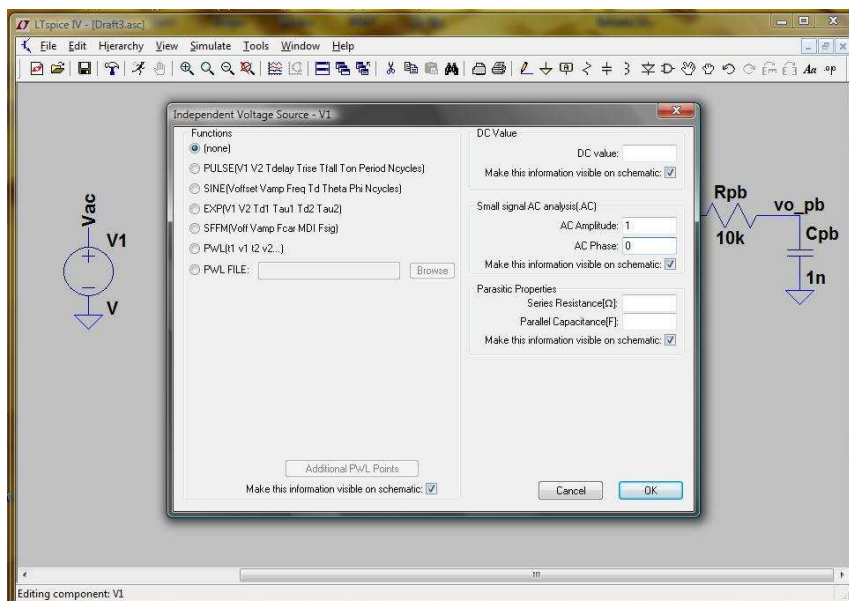 LTspice IV - [Draft3.asc]
File Edit Hierarchy View Simulate Tools Window Help
Aa .op
Independent Voltage Source - V1
Functions
(none)
PULSE(V1 V2 Tdelay Trise Tfall Ton Period Ncycles)
SINE(Voffset Vamp Freq Td Theta Phi Ncycles)
EXP(V1 V2 Td1 Tau1 Td2 Tau2)
SFFM(Voff Vamp Fcar MDI Fsig)
PWL(t1 v1 t2 v2...)
PWL FILE: Browse
Additional PWL Points
Make this information visible on schematic:
DC Value
DC value:
Make this information visible on schematic:
Small signal AC analysis(.AC)
AC Amplitude: 1
AC Phase: 0
Make this information visible on schematic:
Parasitic Properties
Series Resistance[Ω]:
Parallel Capacitance[F]:
Make this information visible on schematic:
Cancel OK
Vac
V1
V
Rpb
10k
vo_pb
Cpb
1n
Editing component: V1